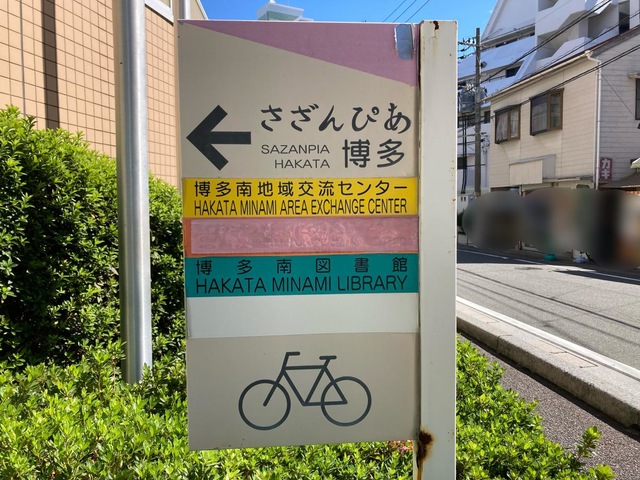 さざんぴあ
SAZANPIA
HAKATA 博多
博多南地域交流センター
HAKATA MINAMI AREA EXCHANGE CENTER
博多南図書館
HAKATA MINAMI LIBRARY
カキ